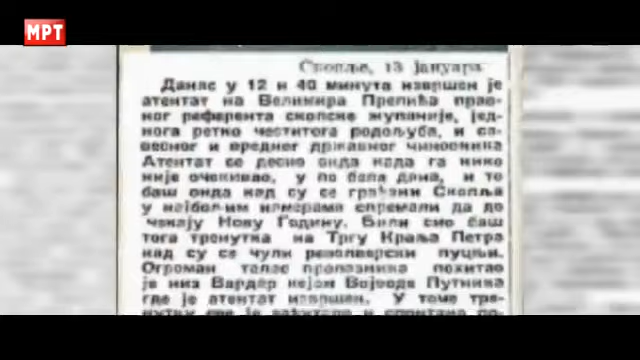 МРТ
Скопље, 13 јануара
Данас у 12 и 40 минута извршен је
атентат на Велимира Прелића прав-
ног референта скопске жупаније, јед-
нога ретко честитога родољуба, и са-
весног и вредног државног чиновника
Атентат се десио онда када га нико
није очекивао, у по бела дана, и то
баш онда кад су се грађани Скопља
у најбољим намерама спремали да до-
чекају Нову Годину. Били смо баш
тога тренутка на Тргу Краља Петра
кад су се чули револверски пуцњи.
Огроман талас пролазника похитао
је низ Вардар кејом Војводе Путника
где је атентат извршен. У томе тре-